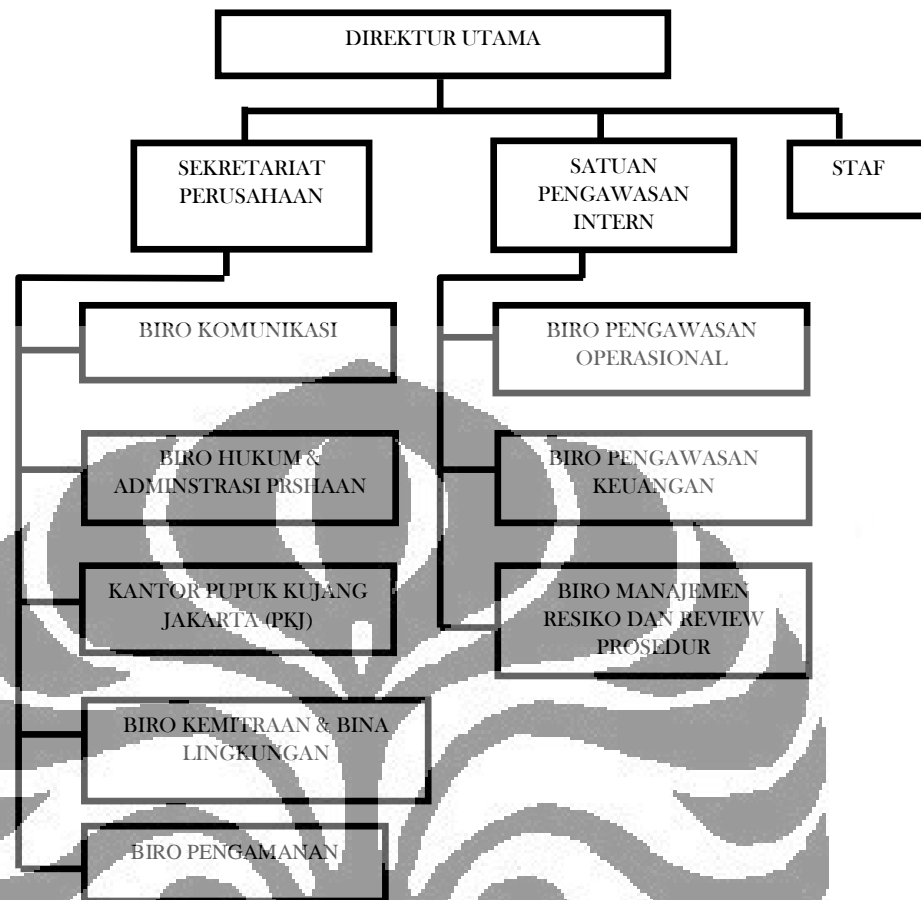 DIREKTUR UTAMA
SEKRETARIAT
PERUSAHAAN
SATUAN
PENGAWASAN
INTERN
STAF
BIRO KOMUNIKASI
BIRO HUKUM &
ADMINSTRASI PRSHAAN
KANTOR PUPUK KUJANG
JAKARTA (PKJ)
BIRO KEMITRAAN & BINA
LINGKUNGAN
BIRO PENGAMANAN
BIRO PENGAWASAN
OPERASIONAL
BIRO PENGAWASAN
KEUANGAN
BIRO MANAJEMEN
RESIKO DAN REVIEW
PROSEDUR